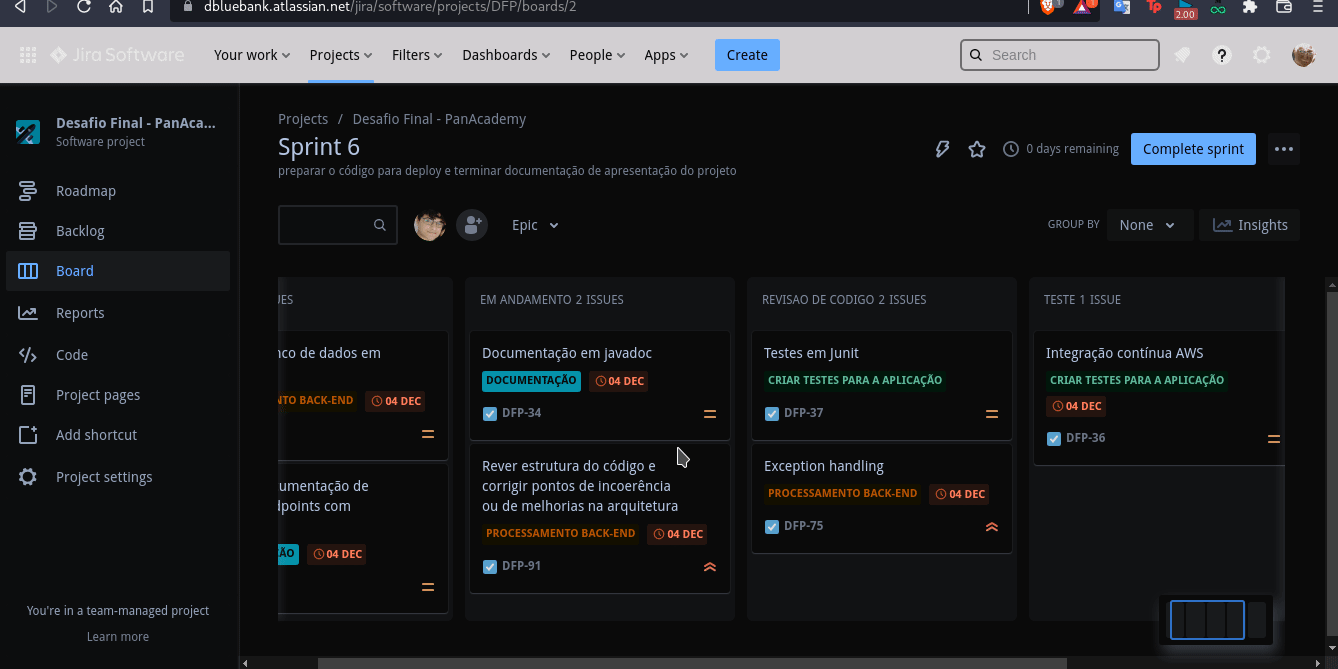 dbluebank.atlassian.net/jira/software/projects/DFP/boards/2
1
2.00
Jira Software
Your work
Projects
Filters
Dashboards
People
Apps
Create
Search
Desafio Final - PanAca...
Software project
Roadmap
Backlog
Board
Reports
Code
Project pages
Add shortcut
Project settings
You're in a team-managed project
Learn more
Projects / Desafio Final - PanAcademy
Sprint 6
preparar o código para deploy e terminar documentação de apresentação do projeto
0 days remaining
Complete sprint
Epic
GROUP BY
None
Insights
UES
nco de dados em
NTO BACK-END
04 DEC
umentação de
dpoints com
ÃO
04 DEC
EM ANDAMENTO 2 ISSUES
Documentação em javadoc
DOCUMENTAÇÃO
04 DEC
DFP-34
Rever estrutura do código e
corrigir pontos de incoerência
ou de melhorias na arquitetura
PROCESSAMENTO BACK-END
04 DEC
DFP-91
REVISAO DE CODIGO 2 ISSUES
Testes em Junit
CRIAR TESTES PARA A APLICAÇÃO
DFP-37
Exception handling
PROCESSAMENTO BACK-END
04 DEC
DFP-75
TESTE 1 ISSUE
Integração contínua AWS
CRIAR TESTES PARA A APLICAÇÃO
04 DEC
DFP-36